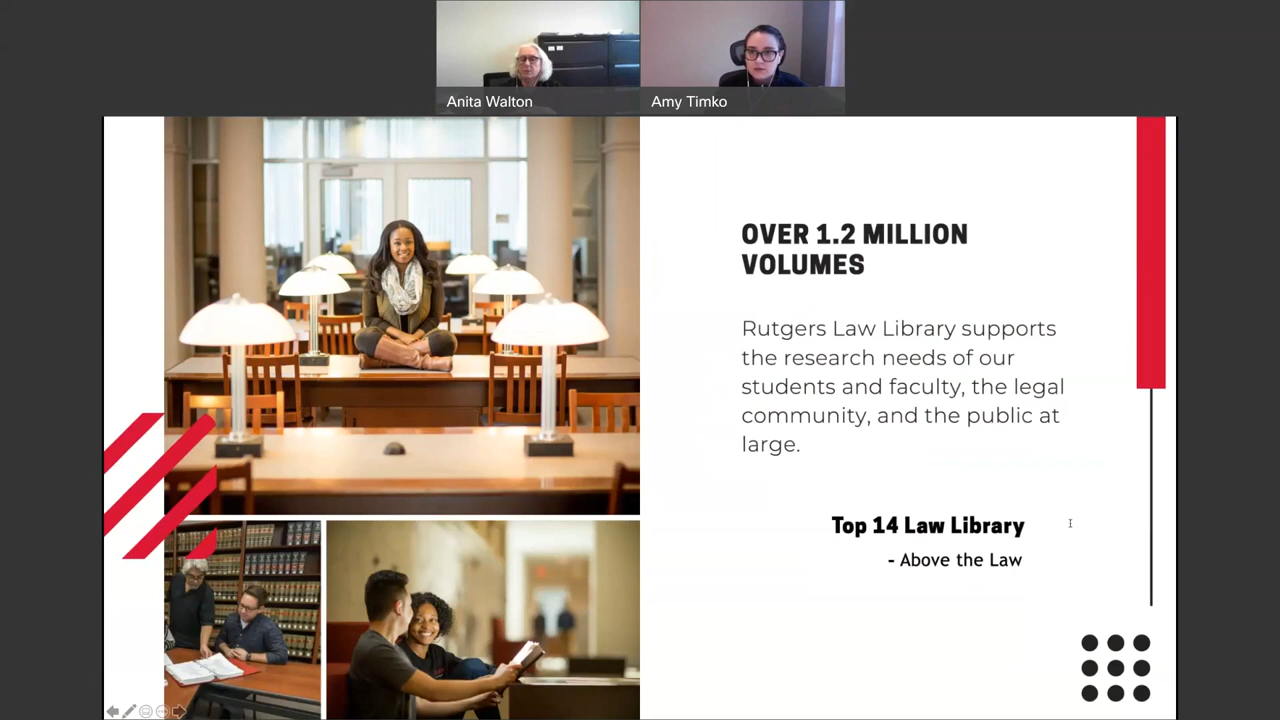 Anita Walton
Amy Timko
OVER 1.2 MILLION
VOLUMES
Rutgers Law Library supports
the research needs of our
students and faculty, the legal
community, and the public at
large.
Top 14 Law Library
- Above the Law